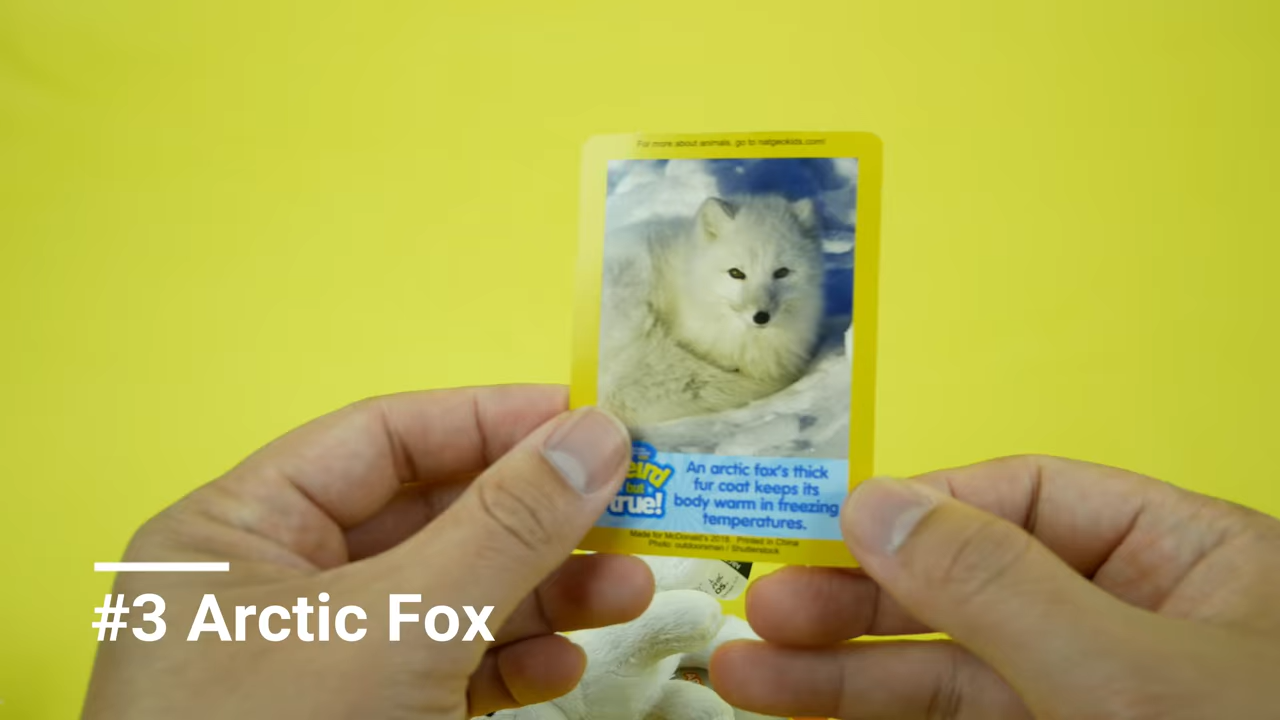 For more about animals, go to natgeokids.com!
eird
but
true!
An arctic fox's thick
fur coat keeps its
body warm in freezing
temperatures.
Made for McDonald's 2018 Printed in China
Photo: outdoorsman / Shutterstock
#3 Arctic Fox